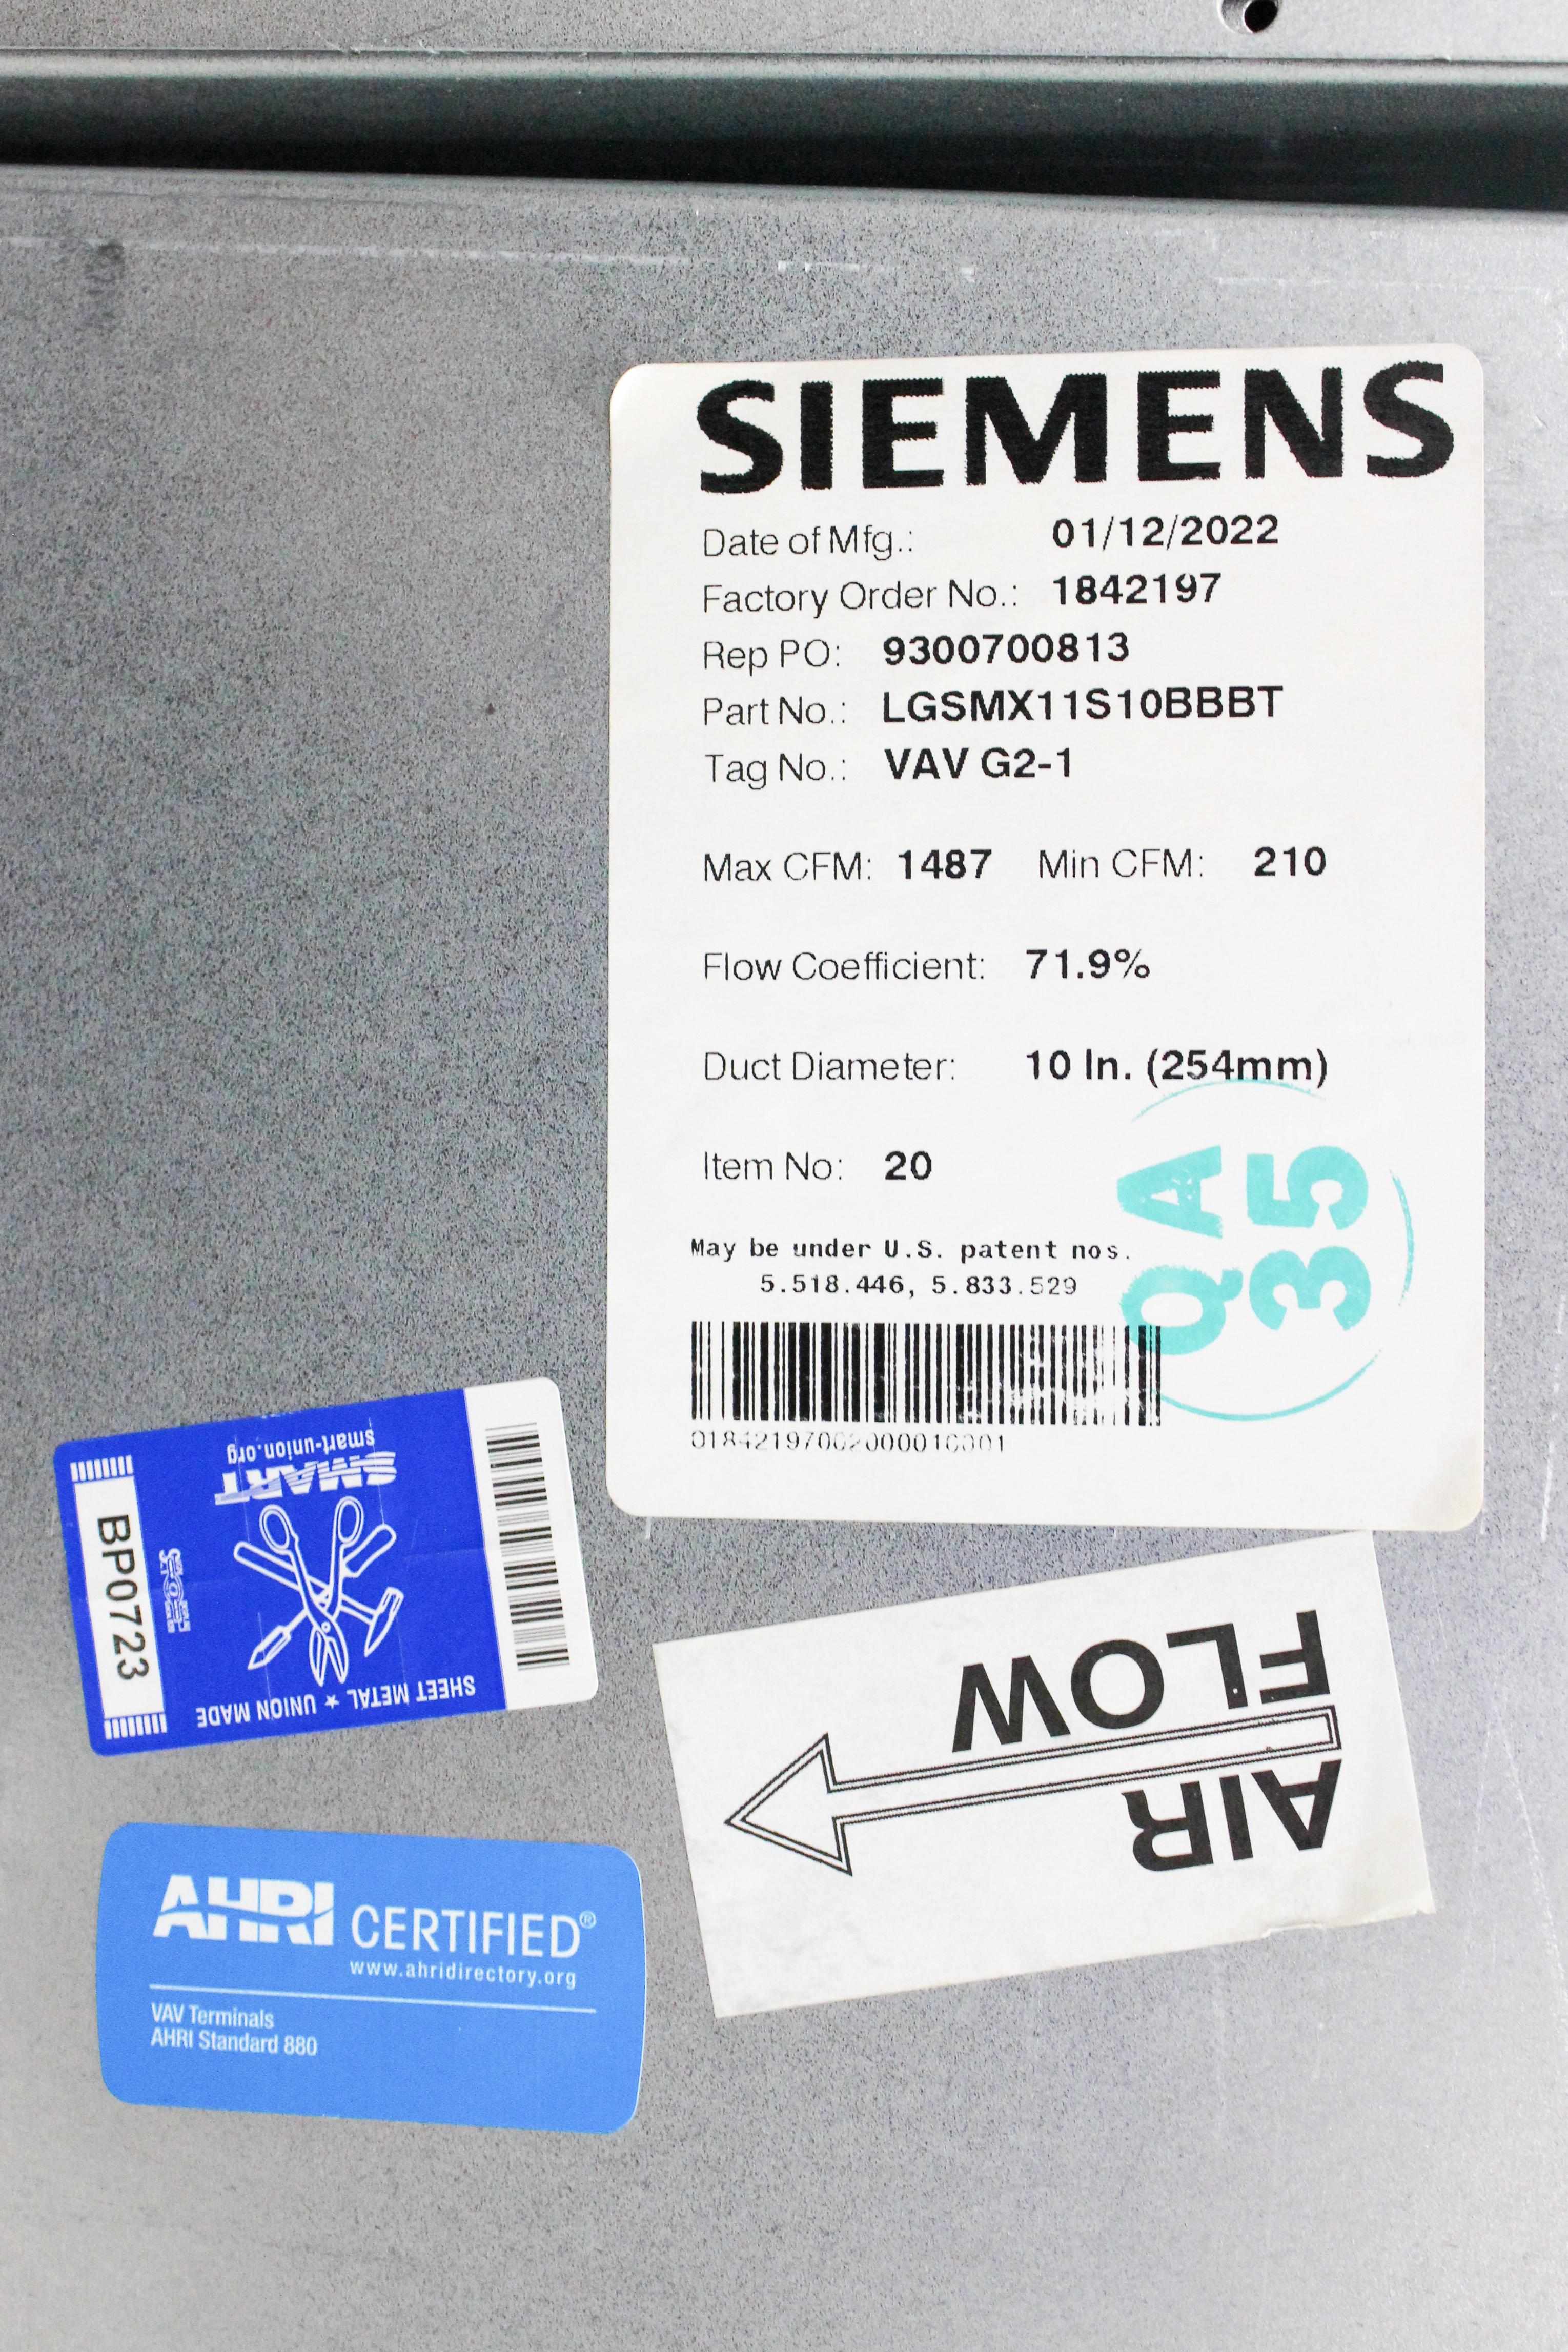 SIEMENS
Date of Mfg.: 01/12/2022
Factory Order No.: 1842197
Rep PO: 9300700813
Part No.: LGSMX11S10BBBT
Tag No.: VAV G2-1
Max CFM: 1487 Min CFM: 210
Flow Coefficient: 71.9%
Duct Diameter: 10 In. (254mm)
Item No: 20
May be under U.S. patent nos.
5.518.446, 5.833.529
QA
35
SHEET METAL ★ UNION MADE
SMART
smart-union.org
BP0723
AIR
FLOW
AHRI CERTIFIED®
www.ahridirectory.org
VAV Terminals
AHRI Standard 880